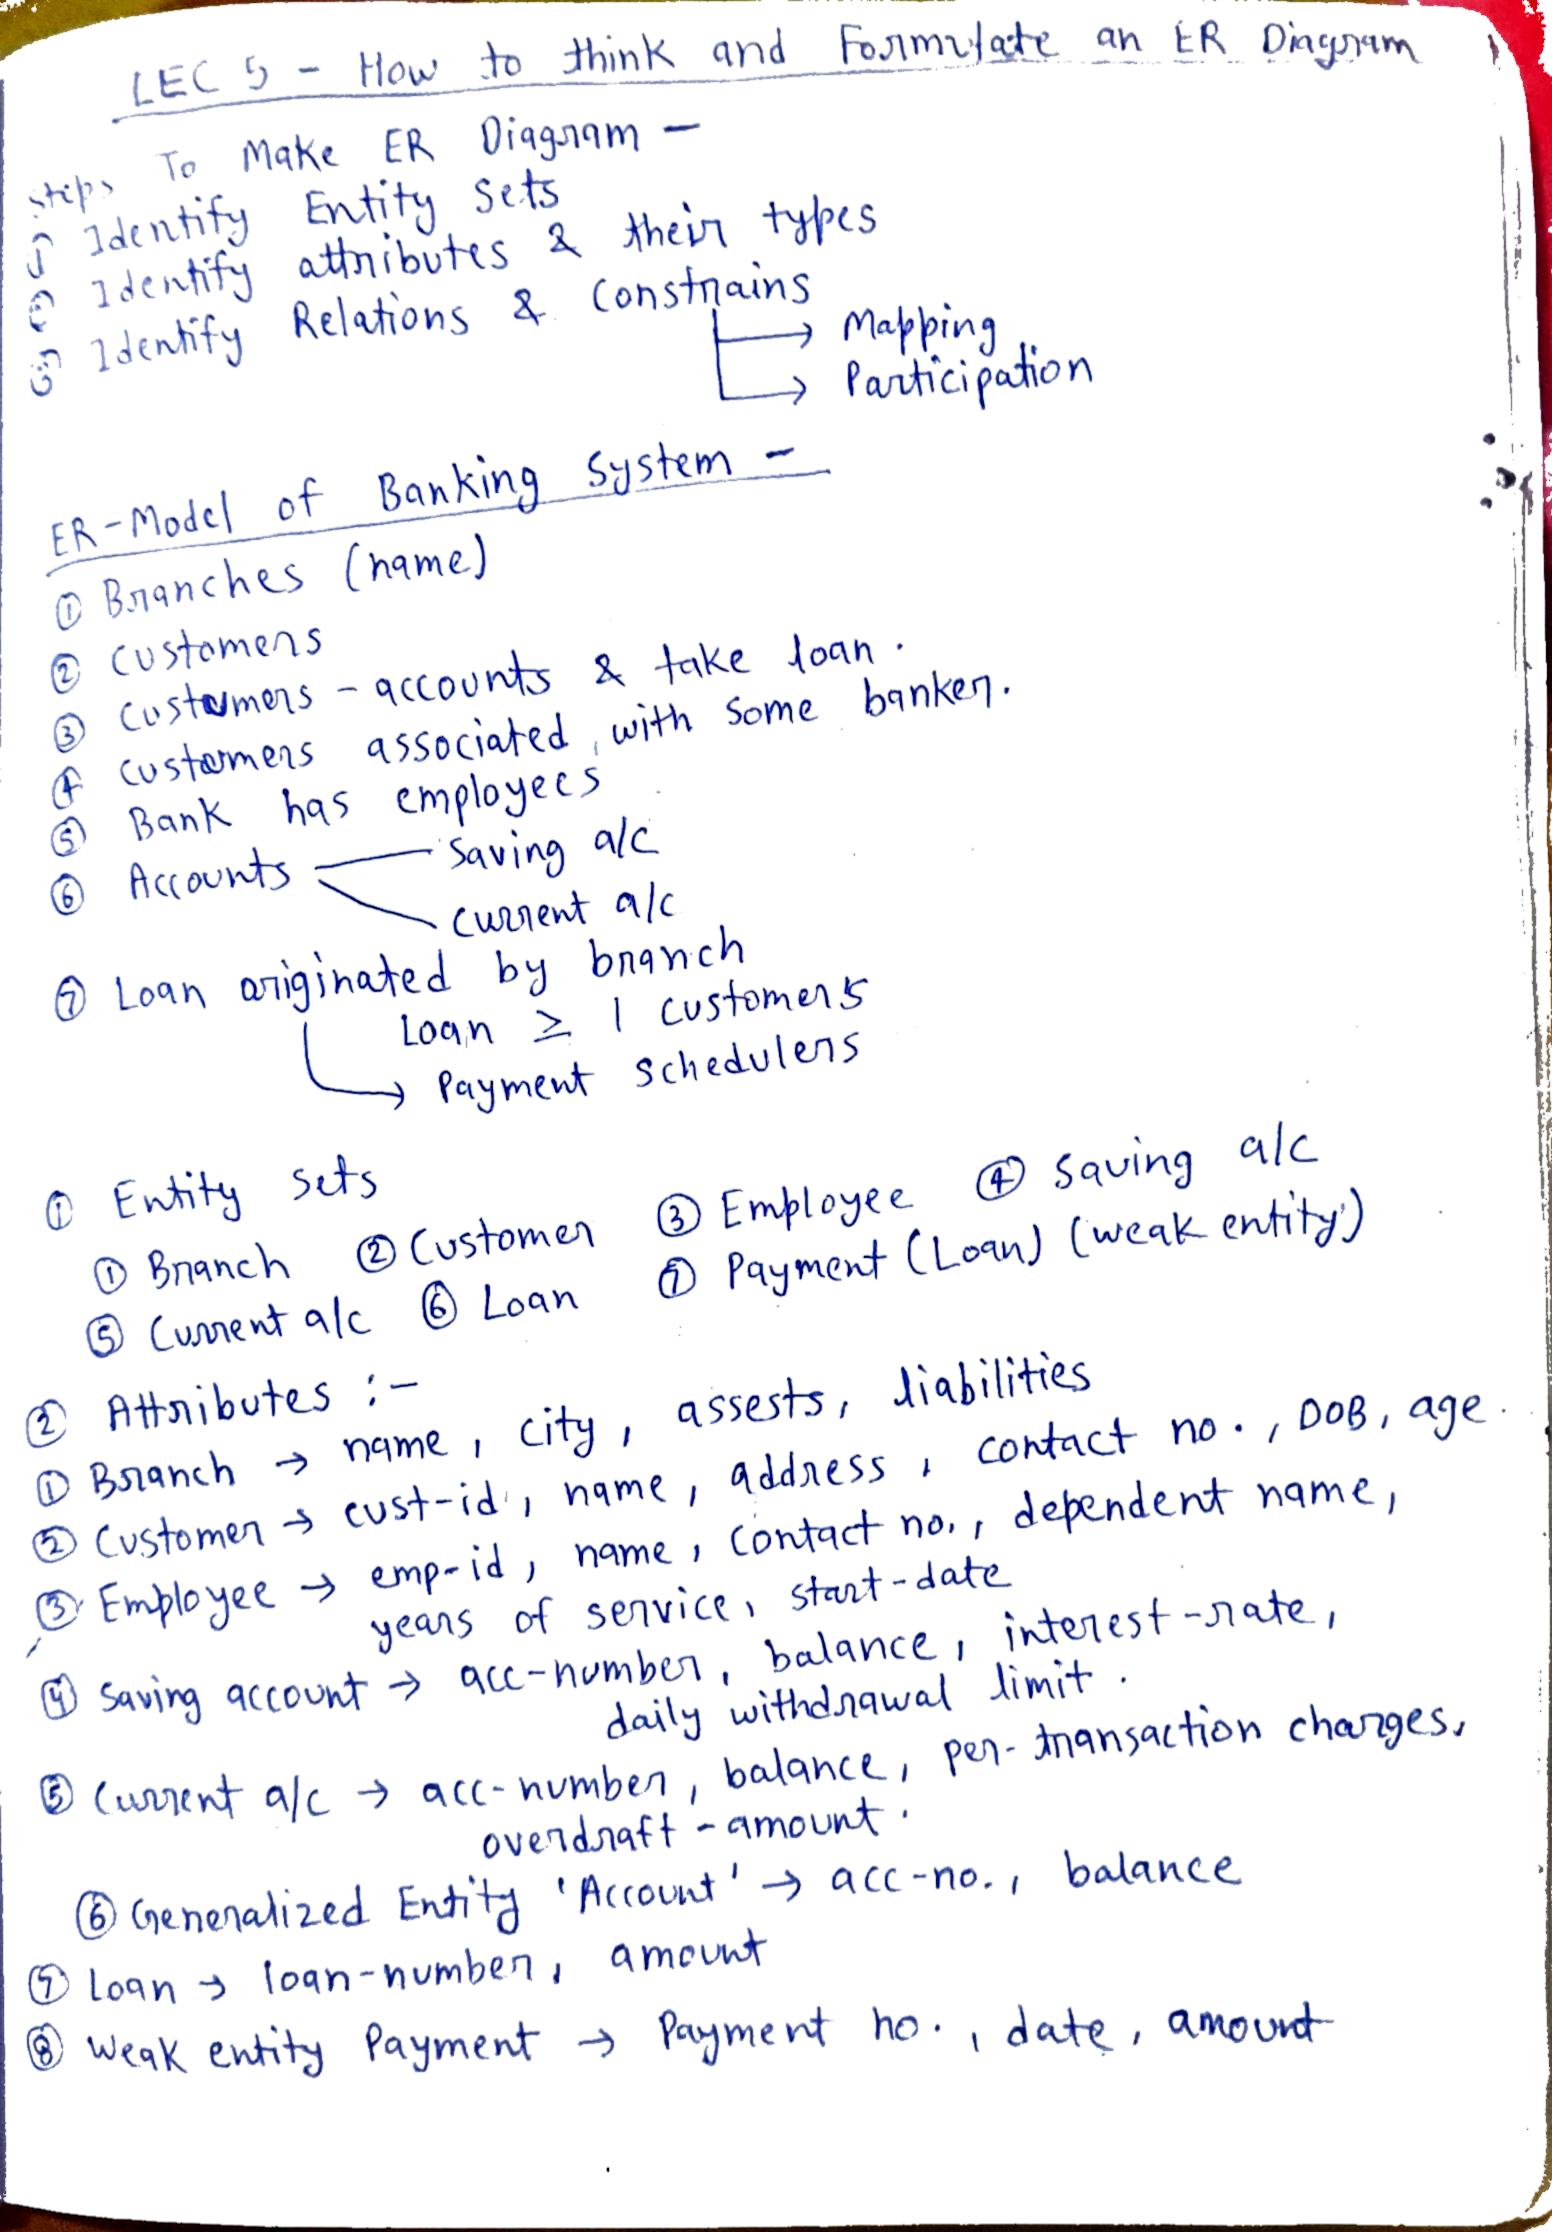 LEC 5 - How to think and Formulate an ER Diagram
Steps To Make ER Diagram -
① Identify Entity Sets
② Identify attributes & their types
③ Identify Relations & Constrains
→ Mapping
→ Participation
ER-Model of Banking System -
① Branches (name)
② Customers
③ Customers - accounts & take loan.
④ Customers associated with some banker.
⑤ Bank has employees
⑥ Accounts Saving a/c
Current a/c
⑦ Loan originated by branch
Loan ≥ 1 customers
→ Payment schedulers
① Entity sets
① Branch ② Customer ③ Employee ④ Saving a/c
⑤ Current a/c ⑥ Loan ⑦ Payment (Loan) (weak entity)
② Attributes :-
① Branch → name, city, assests, liabilities
② Customer → cust-id, name, address, contact no., DOB, age.
③ Employee → emp-id, name, contact no., dependent name,
years of service, start-date
④ Saving account → acc-number, balance, interest-rate,
daily withdrawal limit.
⑤ Current a/c → acc-number, balance, per-transaction charges,
overdraft-amount.
⑥ Generalized Entity 'Account' → acc-no., balance
⑦ Loan → loan-number, amount
⑧ Weak entity Payment → Payment no., date, amount